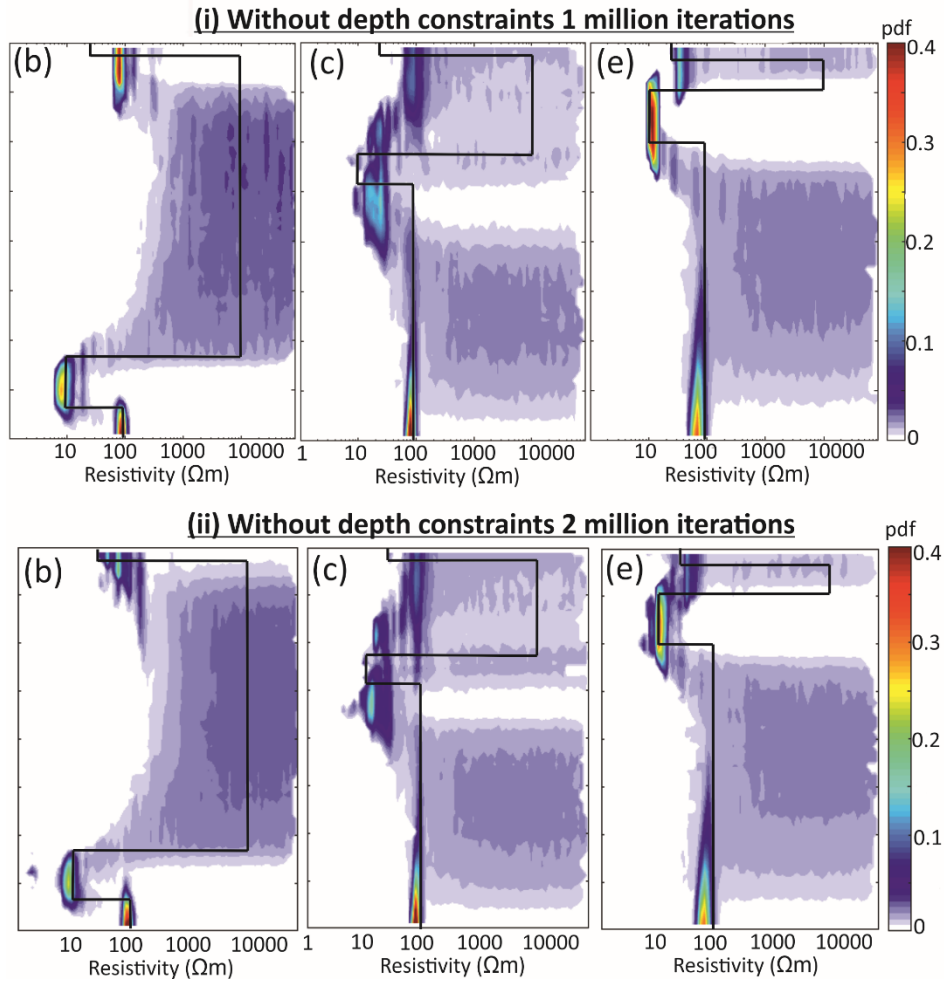 (i) Without depth constraints 1 million iterations
pdf
(b) (c) (e)
0.4
0.3
0.2
0.1
0
10 100 1000 10000 1 10 100 1000 10000 10 100 1000 10000
Resistivity (Ωm) Resistivity (Ωm) Resistivity (Ωm)
(ii) Without depth constraints 2 million iterations
pdf
(b) (c) (e)
0.4
0.3
0.2
0.1
0
10 100 1000 10000 1 10 100 1000 10000 10 100 1000 10000
Resistivity (Ωm) Resistivity (Ωm) Resistivity (Ωm)